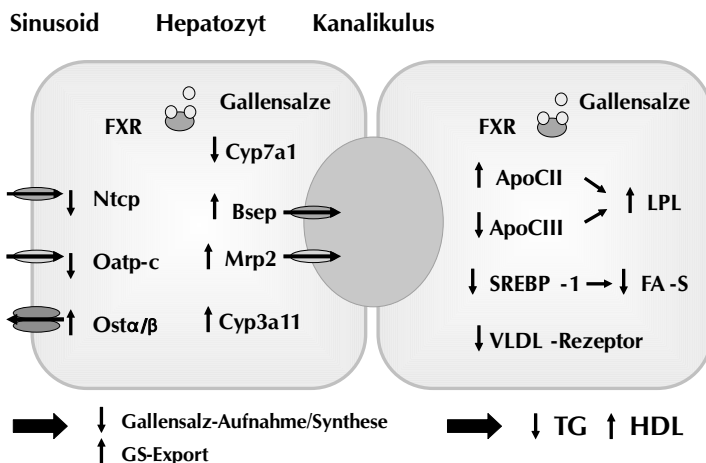 Sinusoid Hepatozyt Kanalikulus
Gallensalze
FXR
Cyp7a1
Ntcp
Bsep
Oatp-c
Mrp2
Ostα/β
Cyp3a11
Gallensalze
FXR
ApoCII
LPL
ApoCIII
SREBP -1 FA -S
VLDL -Rezeptor
Gallensalz-Aufnahme/Synthese
GS-Export
TG HDL